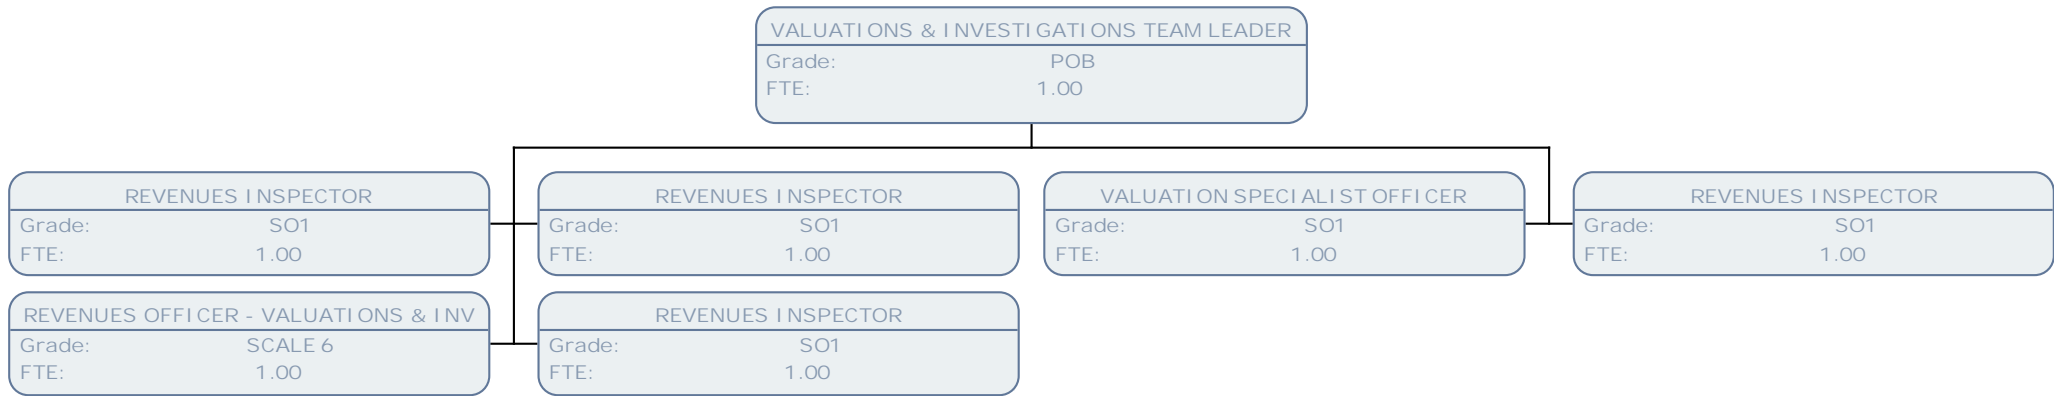 VALUATIONS & INVESTIGATIONS TEAM LEADER
Grade: POB
FTE: 1.00
REVENUES INSPECTOR
Grade: SO1
FTE: 1.00
REVENUES INSPECTOR
Grade: SO1
FTE: 1.00
VALUATION SPECIALIST OFFICER
Grade: SO1
FTE: 1.00
REVENUES INSPECTOR
Grade: SO1
FTE: 1.00
REVENUES OFFICER - VALUATIONS & INV
Grade: SCALE 6
FTE: 1.00
REVENUES INSPECTOR
Grade: SO1
FTE: 1.00